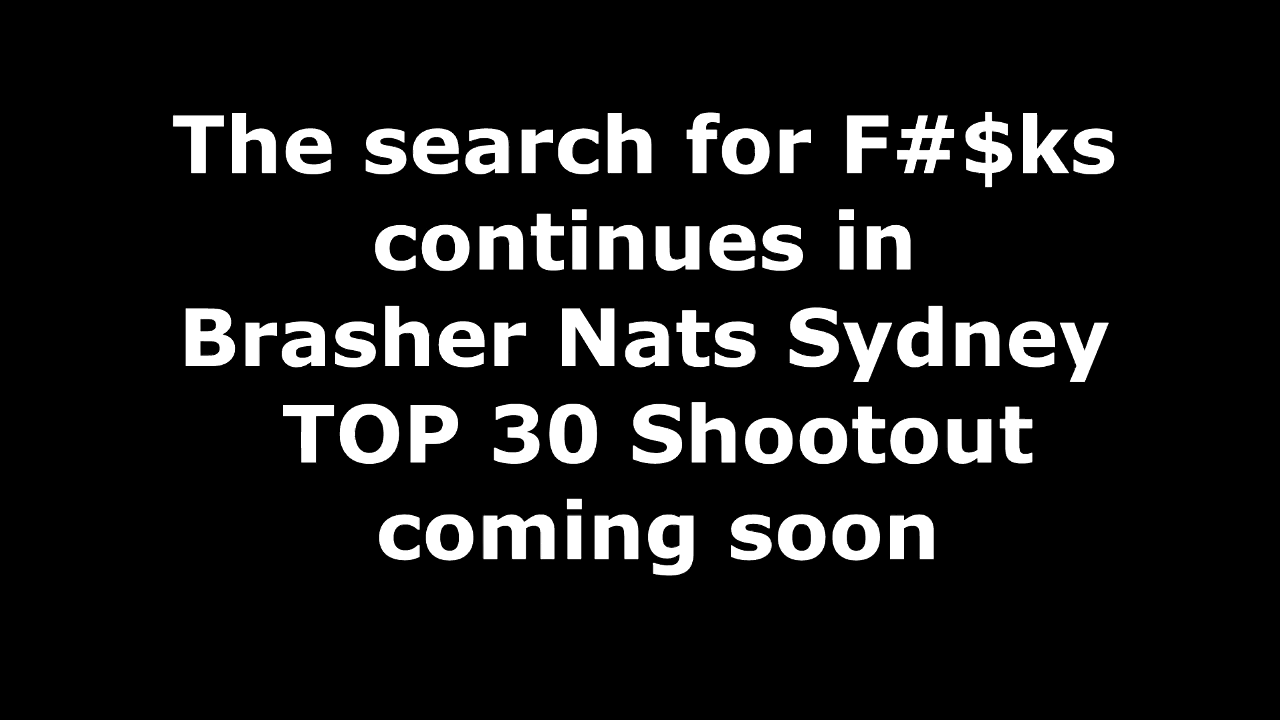 The search for F#$ks
continues in
Brasher Nats Sydney
TOP 30 Shootout
coming soon